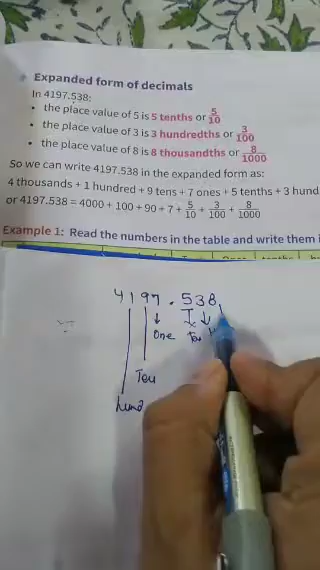 Expanded form of decimals
In 4197.538:
• the place value of 5 is 5 tenths or 5/10
• the place value of 3 is 3 hundredths or 3/100
• the place value of 8 is 8 thousandths or 8/1000
So we can write 4197.538 in the expanded form as:
4 thousands + 1 hundred + 9 tens + 7 ones + 5 tenths + 3 hund
or 4197.538 = 4000 + 100 + 90 + 7 + 5/10 + 3/100 + 8/1000
Example 1: Read the numbers in the table and write them i
4197.538
One
Ten
hund